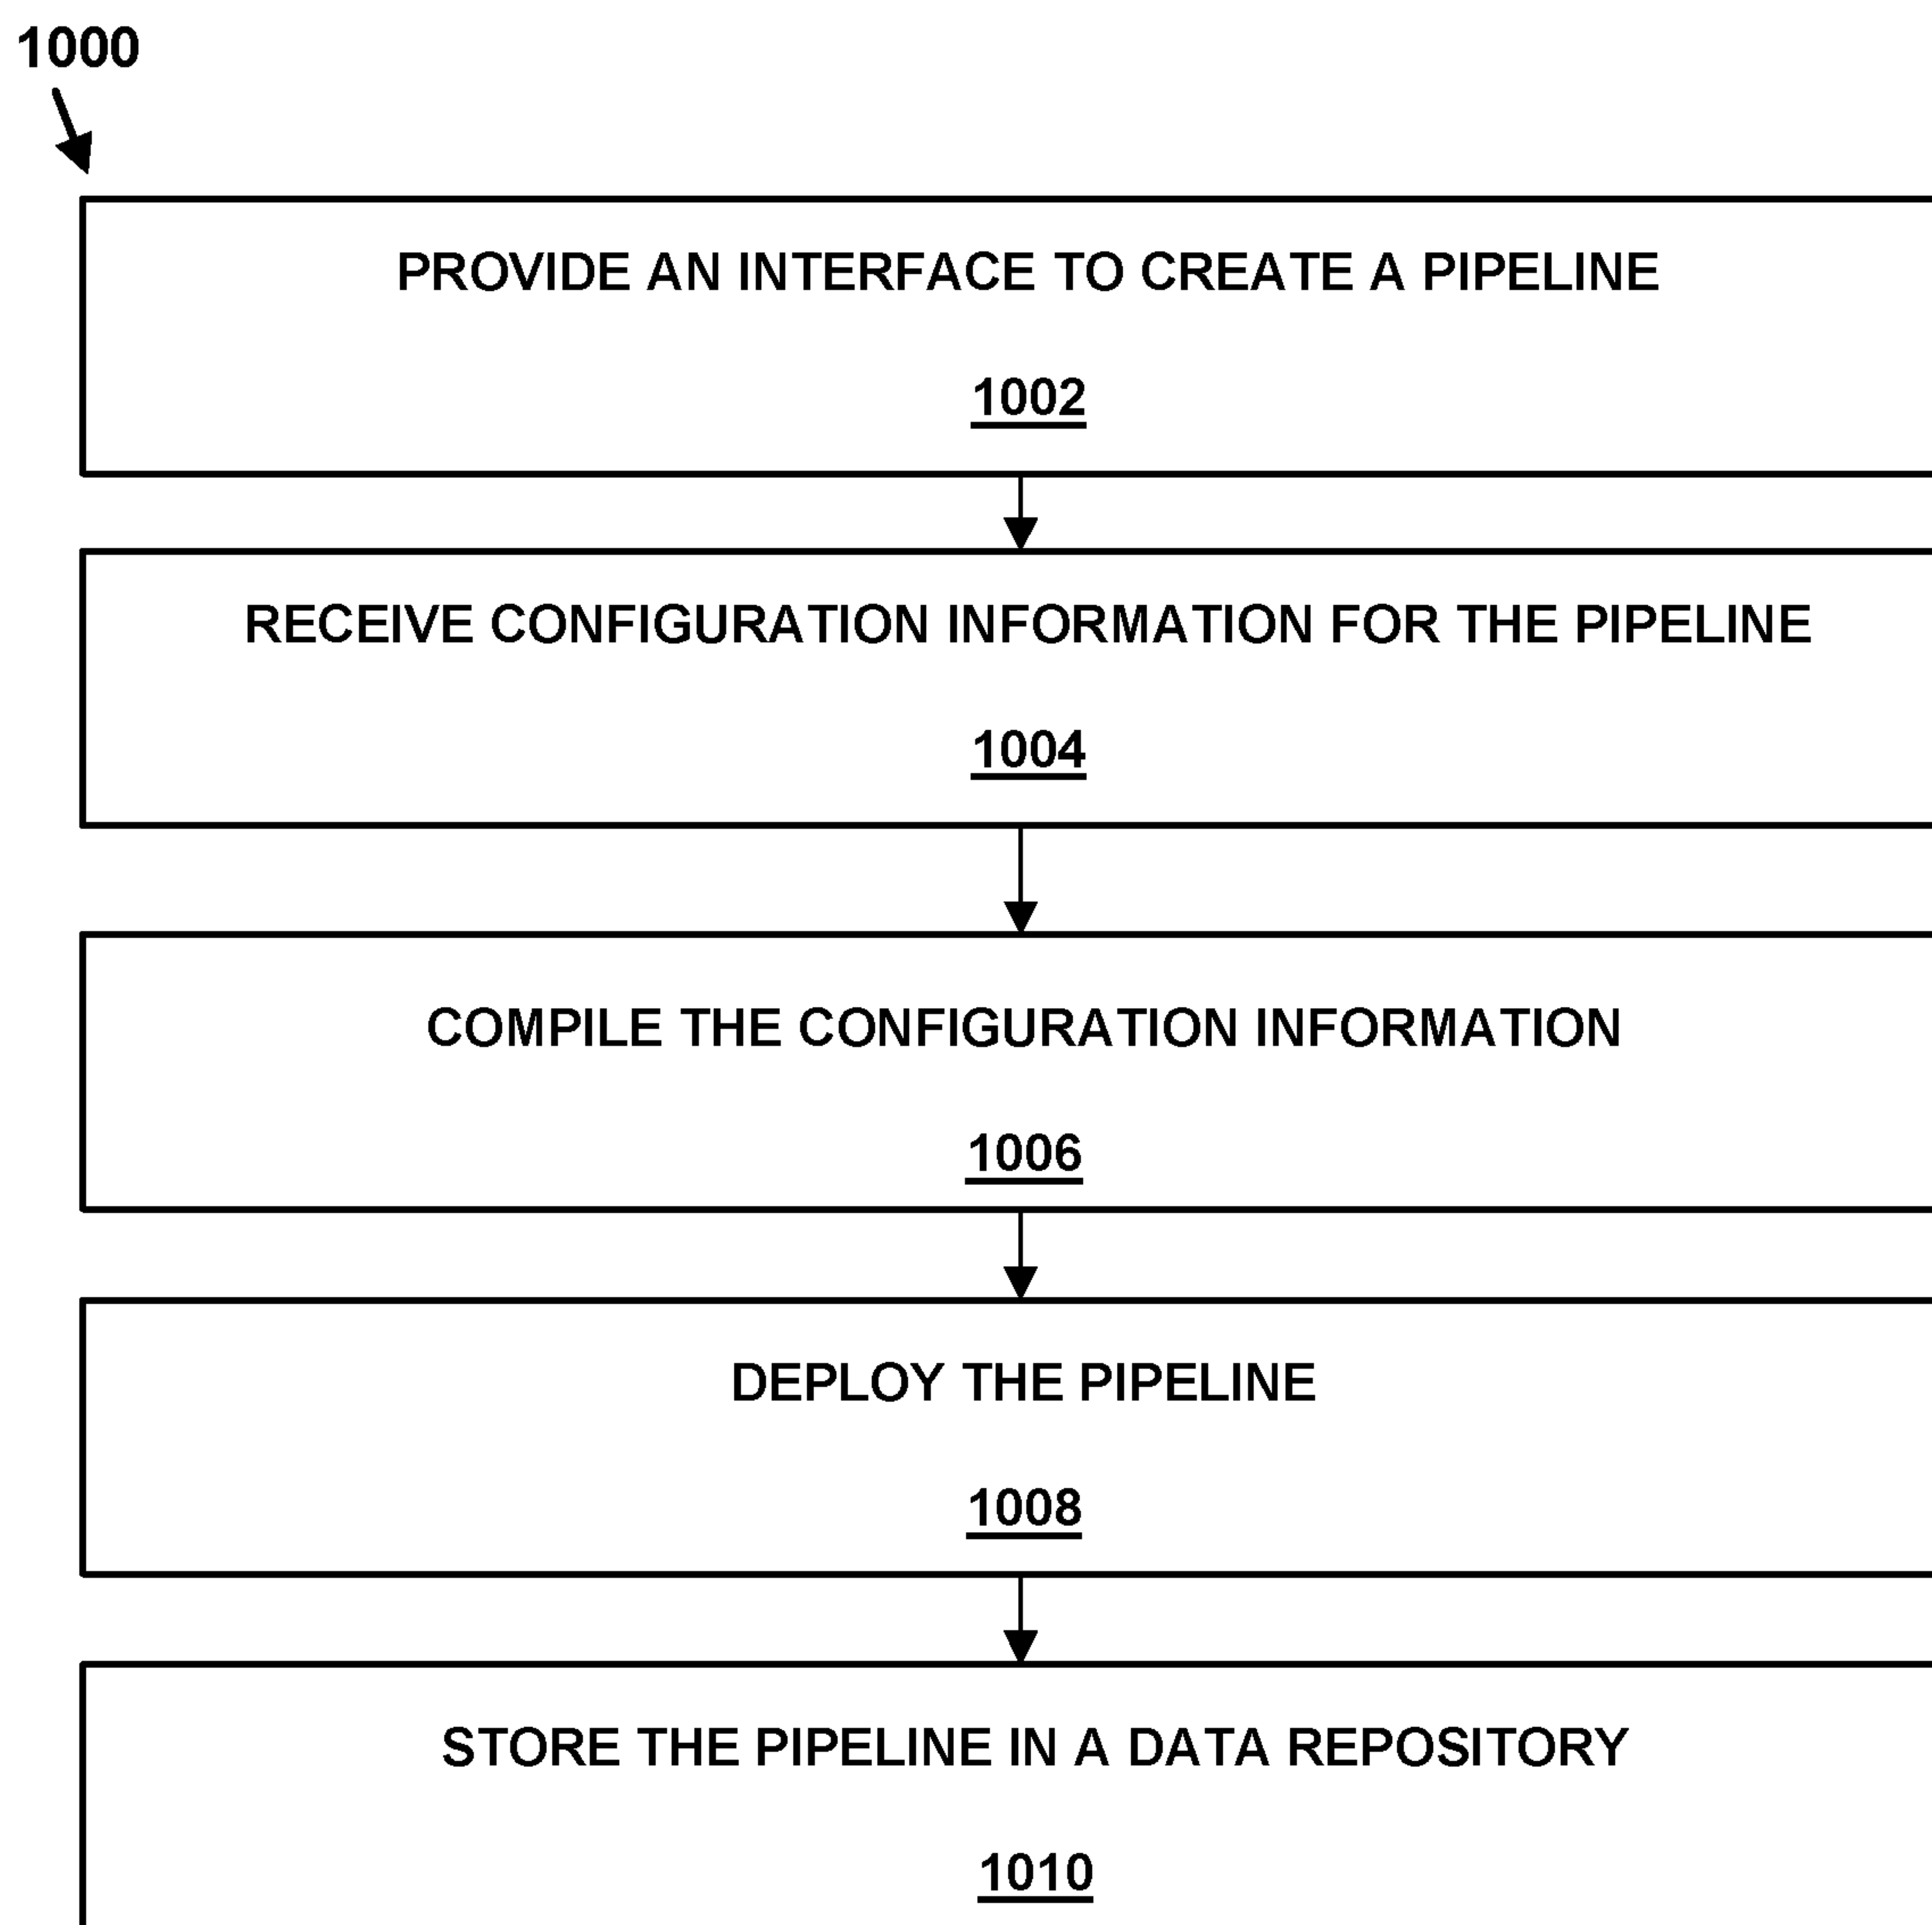 1000
PROVIDE AN INTERFACE TO CREATE A PIPELINE
1002
RECEIVE CONFIGURATION INFORMATION FOR THE PIPELINE
1004
COMPILE THE CONFIGURATION INFORMATION
1006
DEPLOY THE PIPELINE
1008
STORE THE PIPELINE IN A DATA REPOSITORY
1010